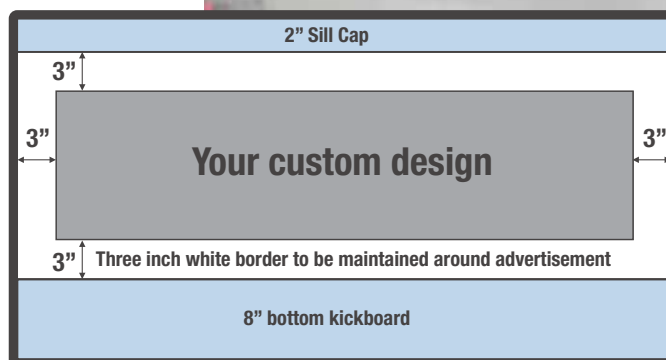 2” Sill Cap
3”
3” Your custom design 3”
3” Three inch white border to be maintained around advertisement
8” bottom kickboard